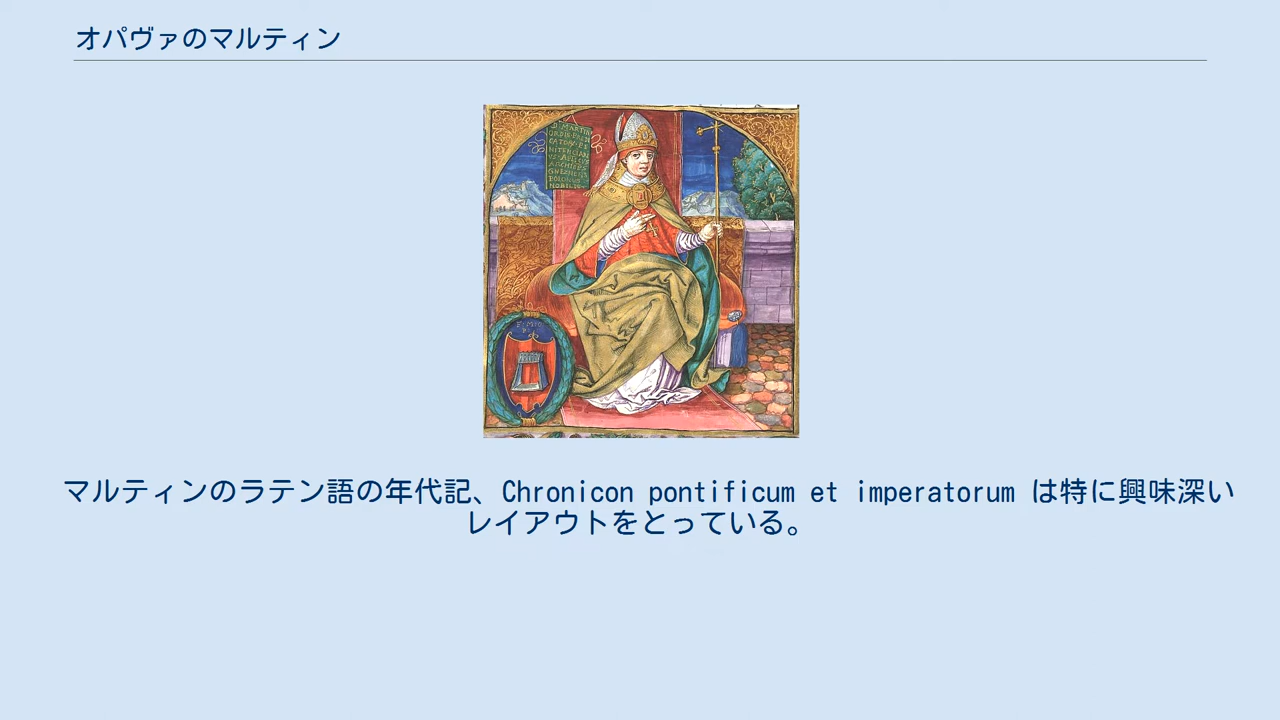 オパヴァのマルティン
D MARTIN
マルティンのラテン語の年代記、Chronicon pontificum et imperatorum は特に興味深い
レイアウトをとっている。